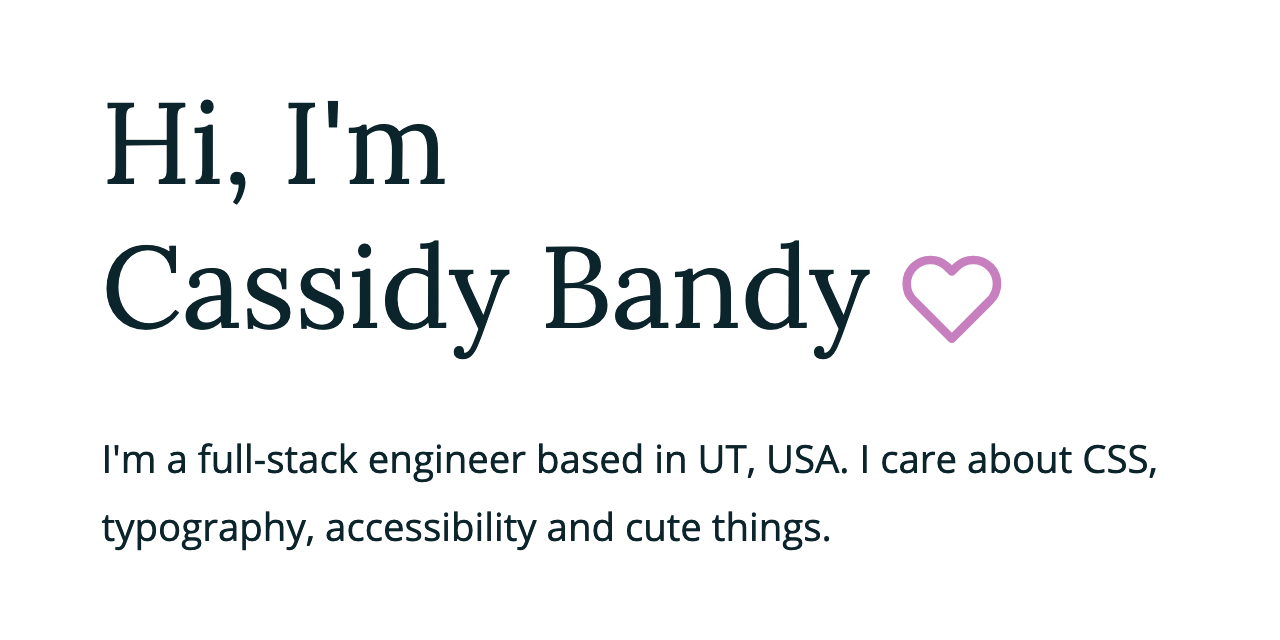 Hi, I'm
Cassidy Bandy
I'm a full-stack engineer based in UT, USA. I care about CSS,
typography, accessibility and cute things.